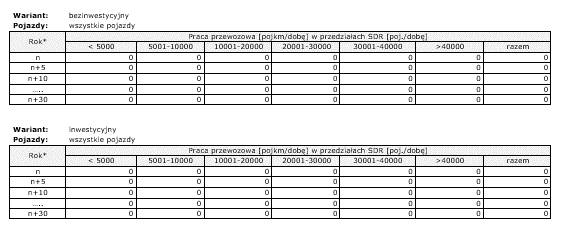 Wariant: bezinwestycyjny
Pojazdy: wszystkie pojazdy
Rok* Praca przewozowa [pojkm/dobę] w przedziałach SDR [poj./dobę]
< 5000 5001-10000 10001-20000 20001-30000 30001-40000 >40000 razem
n 0 0 0 0 0 0 0
n+5 0 0 0 0 0 0 0
n+10 0 0 0 0 0 0 0
..... 0 0 0 0 0 0 0
n+30 0 0 0 0 0 0 0
Wariant: inwestycyjny
Pojazdy: wszystkie pojazdy
Rok* Praca przewozowa [pojkm/dobę] w przedziałach SDR [poj./dobę]
< 5000 5001-10000 10001-20000 20001-30000 30001-40000 >40000 razem
n 0 0 0 0 0 0 0
n+5 0 0 0 0 0 0 0
n+10 0 0 0 0 0 0 0
..... 0 0 0 0 0 0 0
n+30 0 0 0 0 0 0 0